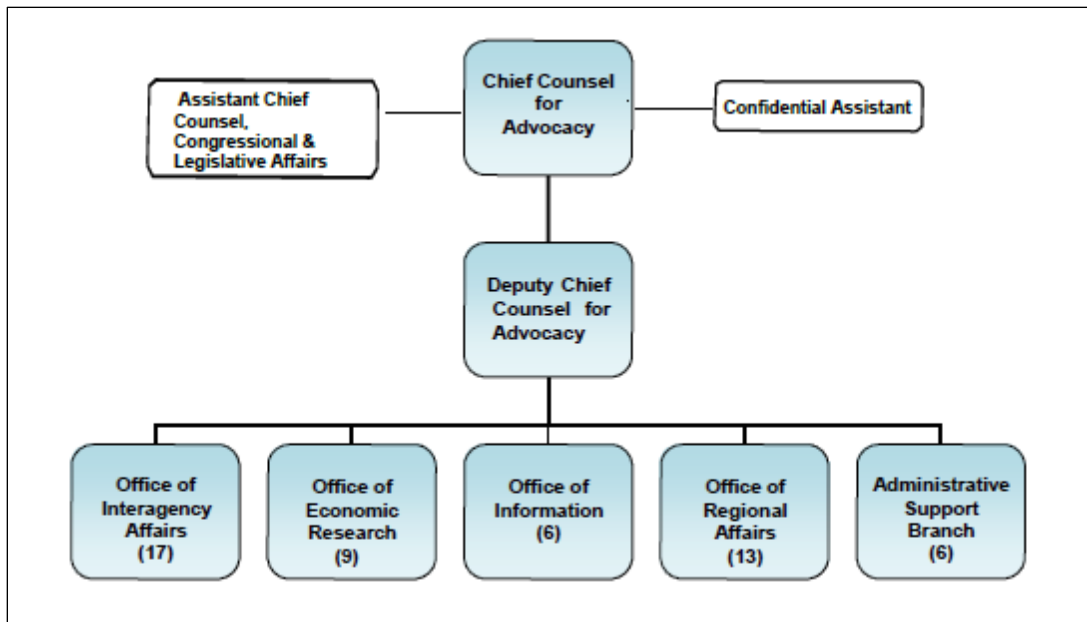 Chief Counsel
for
Advocacy
Assistant Chief
Counsel,
Congressional &
Legislative Affairs
Confidential Assistant
Deputy Chief
Counsel for
Advocacy
Office of
Interagency
Affairs
(17)
Office of
Economic
Research
(9)
Office of
Information
(6)
Office of
Regional
Affairs
(13)
Administrative
Support
Branch
(6)